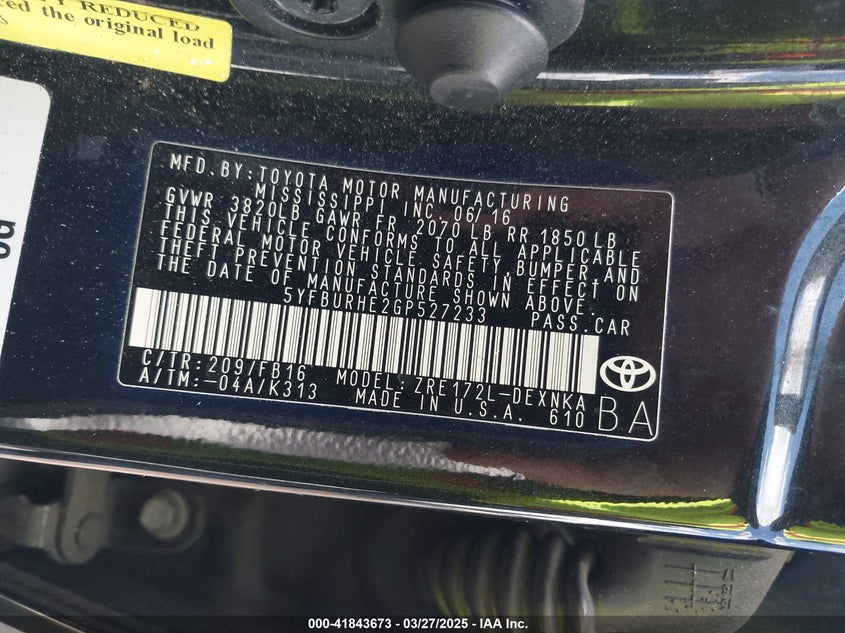 TY REDUCED
ced the original load
MFD. BY: TOYOTA MOTOR MANUFACTURING
MISSISSIPPI, INC. 06/16
GVWR 3820LB GAWR FR 2070 LB RR 1850 LB
THIS VEHICLE CONFORMS TO ALL APPLICABLE
FEDERAL MOTOR VEHICLE SAFETY, BUMPER AND
THEFT PREVENTION STANDARDS IN EFFECT ON
THE DATE OF MANUFACTURE SHOWN ABOVE.
5YFBURHE2GP527233 PASS. CAR
C/TR: 209/FB16 MODEL: ZRE172L-DEXNKA
A/TM: -04A/K313 MADE IN U.S.A. 610 BA
000-41843673 - 03/27/2025 - IAA Inc.